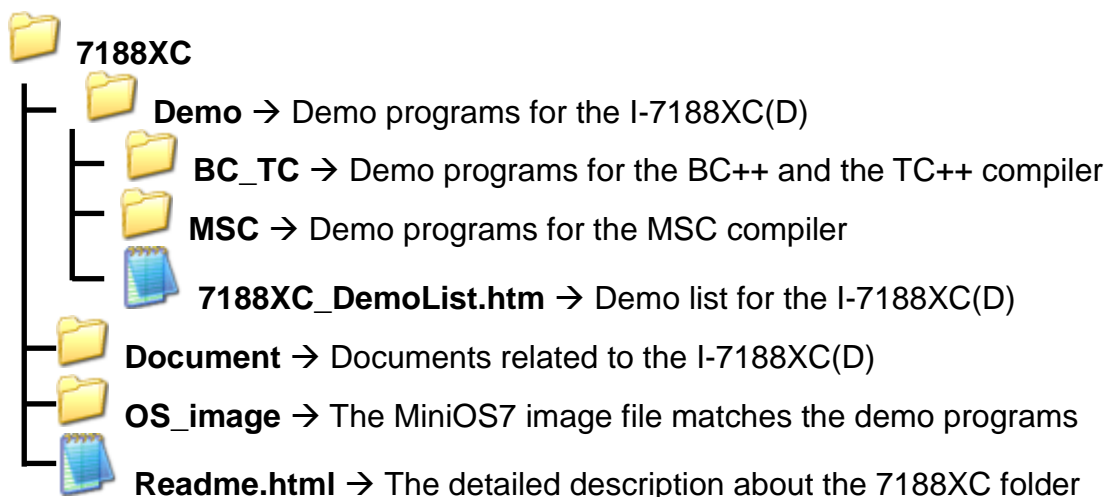 7188XC
Demo → Demo programs for the I-7188XC(D)
BC_TC → Demo programs for the BC++ and the TC++ compiler
MSC → Demo programs for the MSC compiler
7188XC_DemoList.htm → Demo list for the I-7188XC(D)
Document → Documents related to the I-7188XC(D)
OS_image → The MiniOS7 image file matches the demo programs
Readme.html → The detailed description about the 7188XC folder